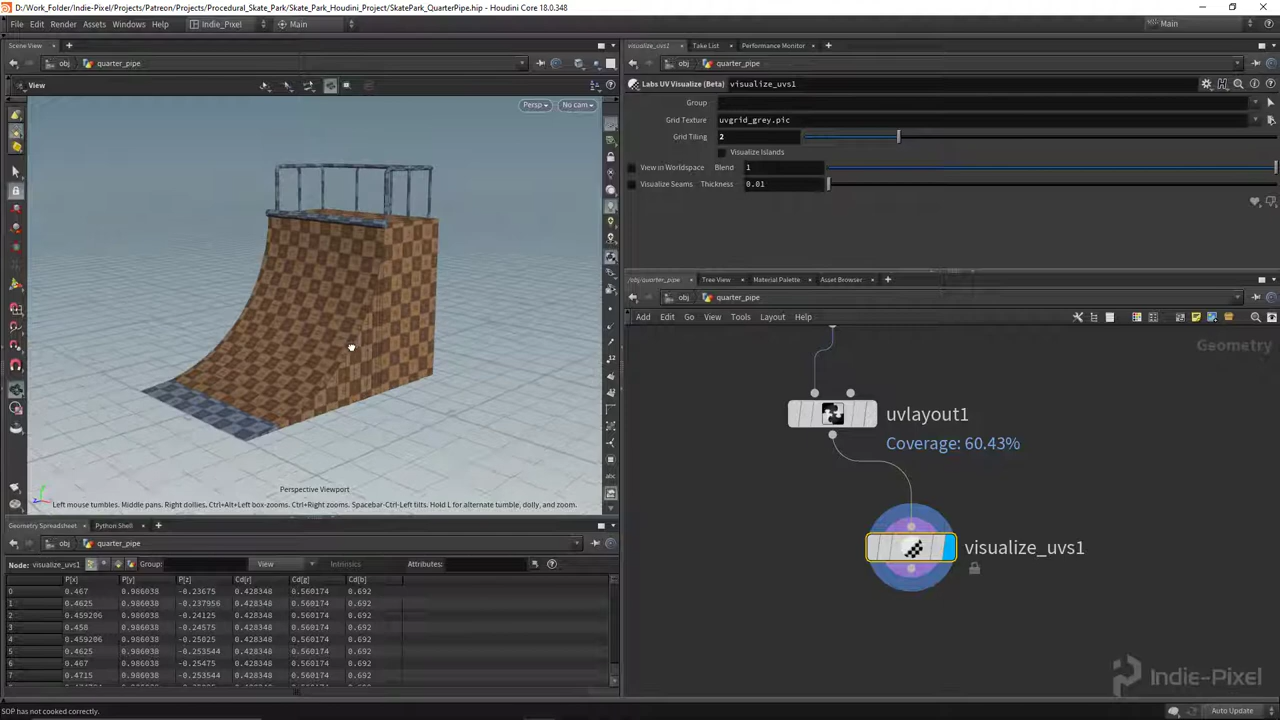 D:/Work_Folder/Indie-Pixel/Projects/Patreon/Projects/Procedural_Skate_Park/Skate_Park_Houdini_Project/SkatePark_QuarterPipe.hip - Houdini Core 18.0.348
File Edit Render Assets Windows Help Indie_Pixel Main Main
Scene View
obj quarter_pipe
View
Persp No cam
Perspective Viewport
Left mouse tumbles. Middle pans. Right dollies. Ctrl+Alt+Left box-zooms. Ctrl+Right zooms. Spacebar-Ctrl-Left tilts. Hold L for alternate tumble, dolly, and zoom.
Geometry Spreadsheet Python Shell
obj quarter_pipe
Node: visualize_uvs1 Group: View Intrinsics Attributes:
P[x] P[y] P[z] Cd[r] Cd[g] Cd[b]
0 0.467 0.986038 -0.23675 0.428348 0.560174 0.692
1 0.4625 0.986038 -0.237956 0.428348 0.560174 0.692
2 0.459206 0.986038 -0.24125 0.428348 0.560174 0.692
3 0.458 0.986038 -0.24575 0.428348 0.560174 0.692
4 0.459206 0.986038 -0.25025 0.428348 0.560174 0.692
5 0.4625 0.986038 -0.253544 0.428348 0.560174 0.692
6 0.467 0.986038 -0.25475 0.428348 0.560174 0.692
7 0.4715 0.986038 -0.253544 0.428348 0.560174 0.692
SOP has not cooked correctly.
visualize_uvs1 Take List Performance Monitor
obj quarter_pipe
Labs UV Visualize (Beta) visualize_uvs1
Group
Grid Texture uvgrid_grey.pic
Grid Tiling 2
Visualize Islands
View in Worldspace Blend 1
Visualize Seams Thickness 0.01
/obj/quarter_pipe Tree View Material Palette Asset Browser
obj quarter_pipe
Add Edit Go View Tools Layout Help
Geometry
uvlayout1
Coverage: 60.43%
visualize_uvs1
Indie-Pixel
Auto Update